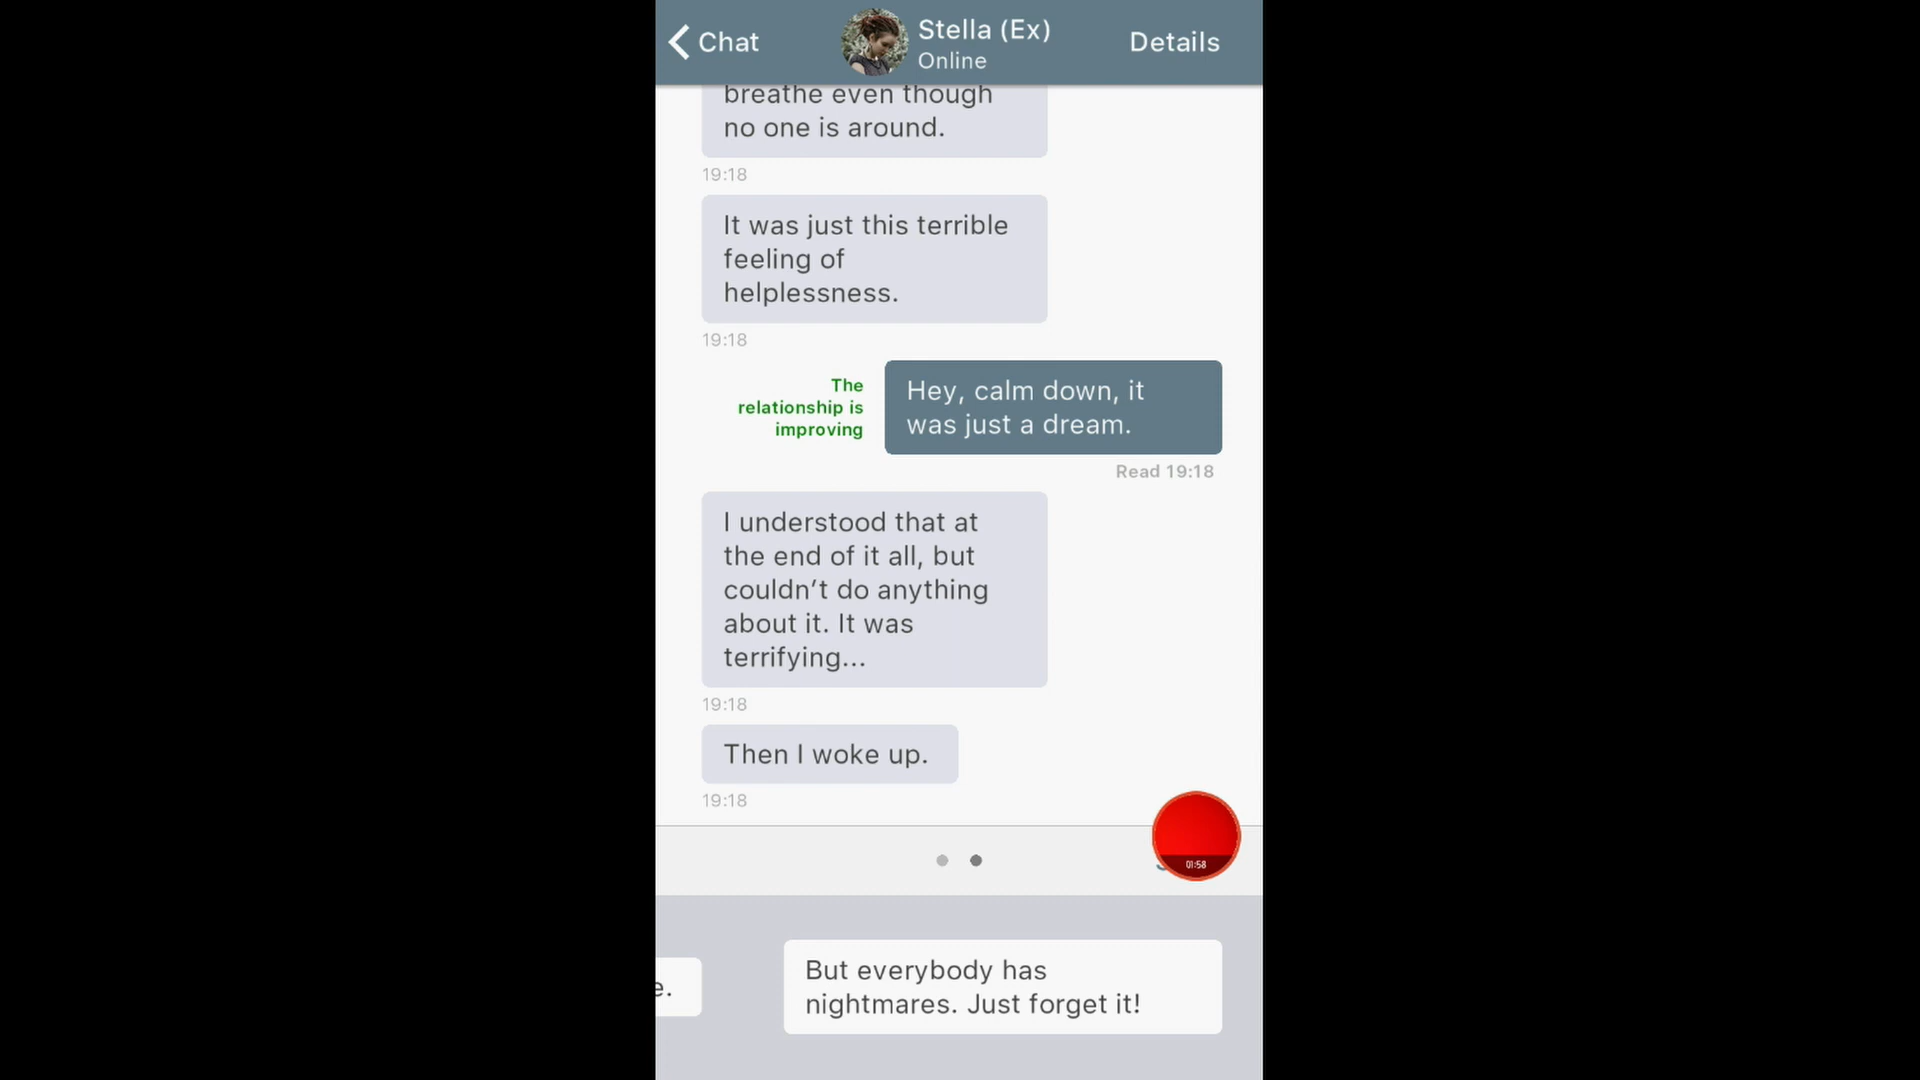 Chat
Stella (Ex)
Online
Details
breathe even though
no one is around.
19:18
It was just this terrible
feeling of
helplessness.
19:18
The
relationship is
improving
Hey, calm down, it
was just a dream.
Read 19:18
I understood that at
the end of it all, but
couldn't do anything
about it. It was
terrifying...
19:18
Then I woke up.
19:18
01:58
e.
But everybody has
nightmares. Just forget it!